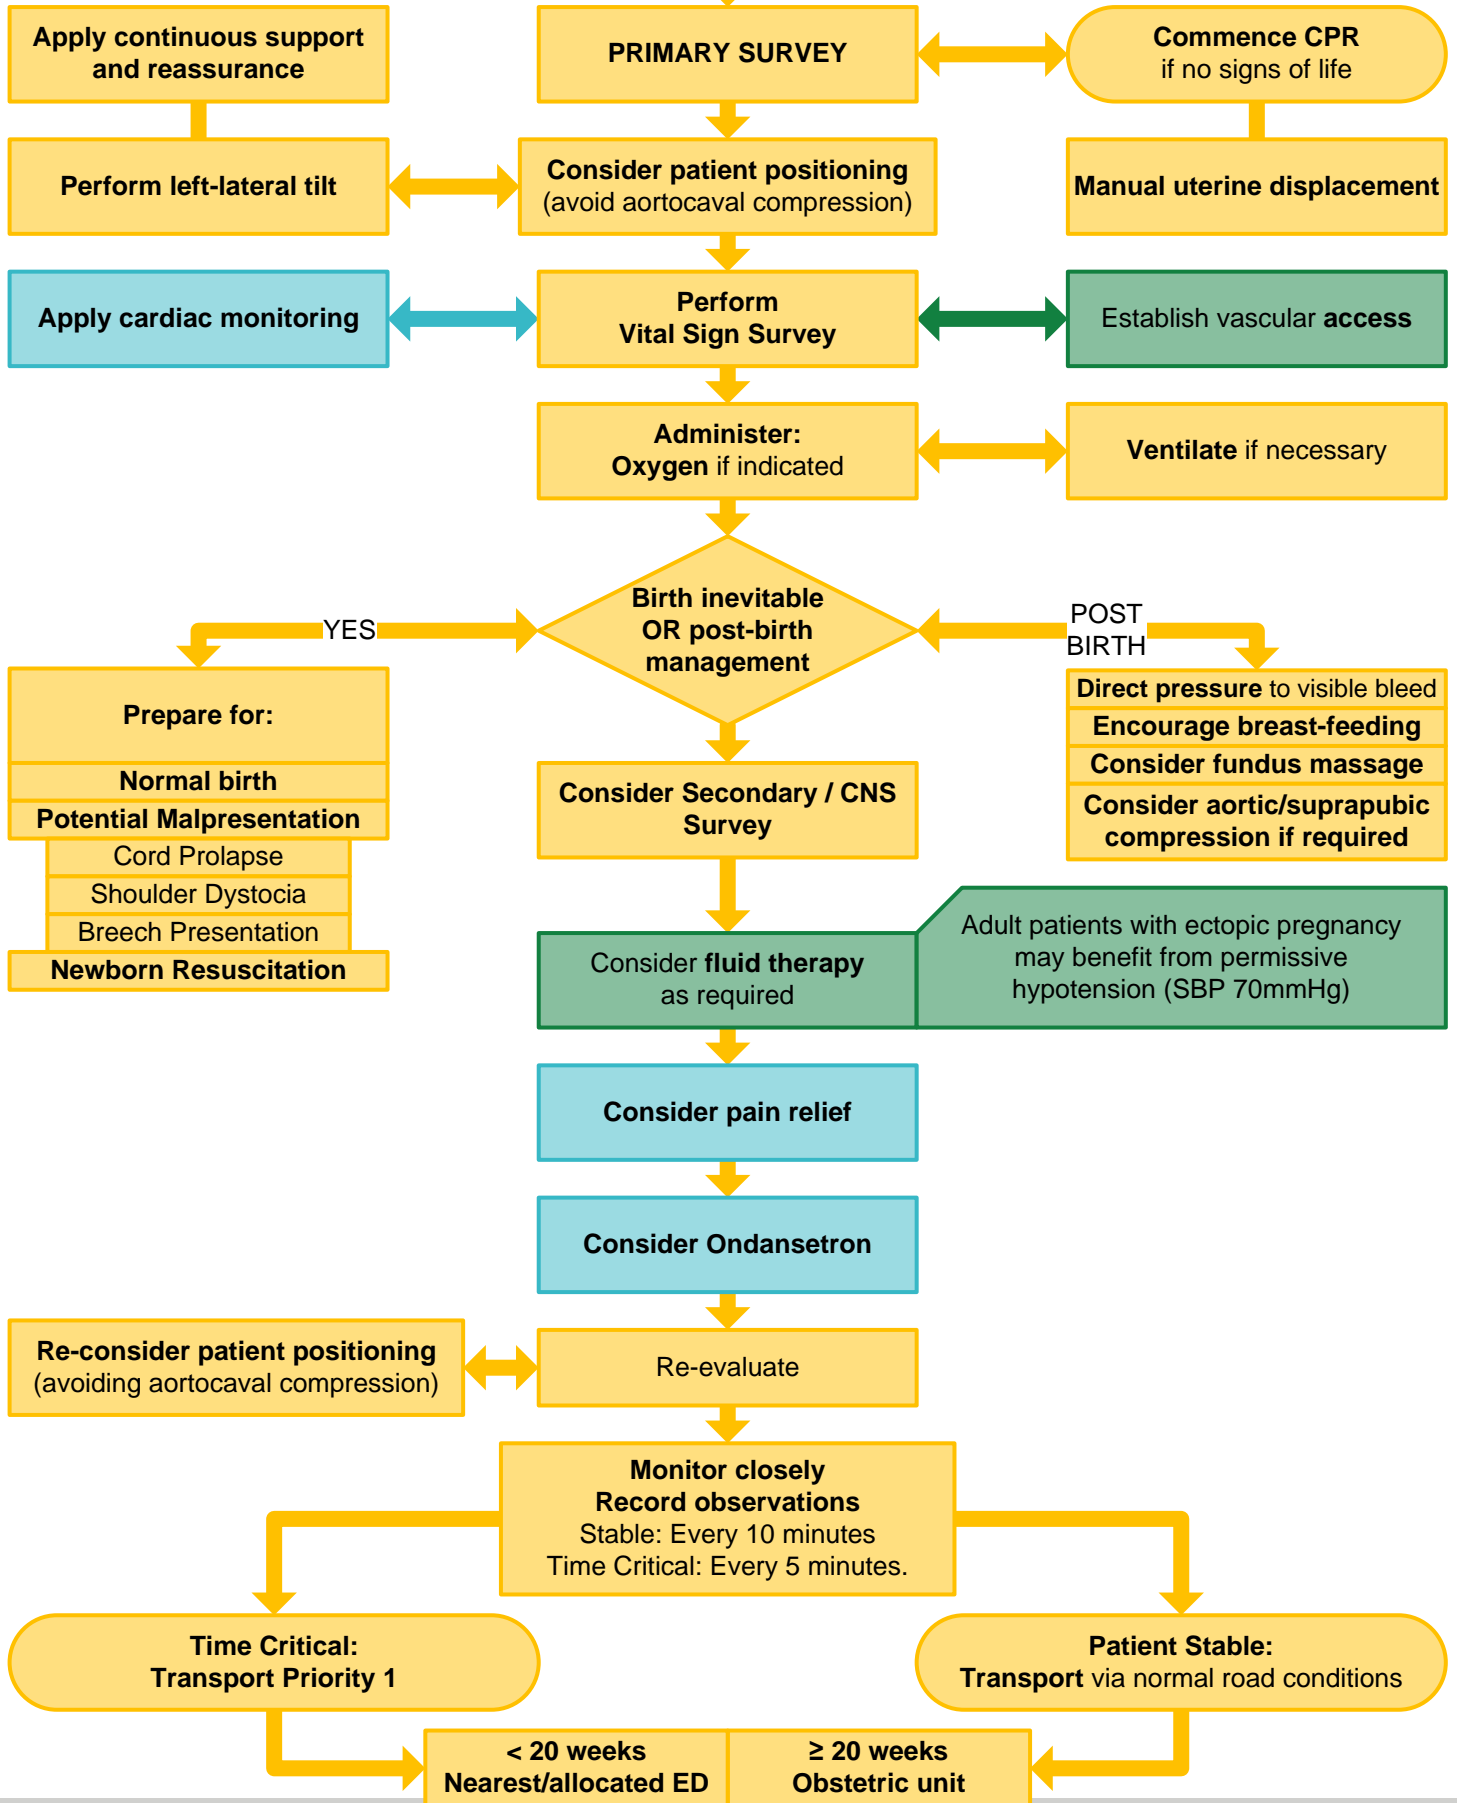 Apply continuous support
and reassurance
PRIMARY SURVEY
Commence CPR
if no signs of life
Perform left-lateral tilt
Consider patient positioning
(avoid aortocaval compression)
Manual uterine displacement
Apply cardiac monitoring
Perform
Vital Sign Survey
Establish vascular access
Administer:
Oxygen if indicated
Ventilate if necessary
Birth inevitable
OR post-birth
management
YES
POST
BIRTH
Prepare for:
Normal birth
Potential Malpresentation
Cord Prolapse
Shoulder Dystocia
Breech Presentation
Newborn Resuscitation
Direct pressure to visible bleed
Encourage breast-feeding
Consider fundus massage
Consider aortic/suprapubic
compression if required
Consider Secondary / CNS
Survey
Consider fluid therapy
as required
Adult patients with ectopic pregnancy
may benefit from permissive
hypotension (SBP 70mmHg)
Consider pain relief
Consider Ondansetron
Re-consider patient positioning
(avoiding aortocaval compression)
Re-evaluate
Monitor closely
Record observations
Stable: Every 10 minutes
Time Critical: Every 5 minutes.
Time Critical:
Transport Priority 1
Patient Stable:
Transport via normal road conditions
< 20 weeks
Nearest/allocated ED
≥ 20 weeks
Obstetric unit